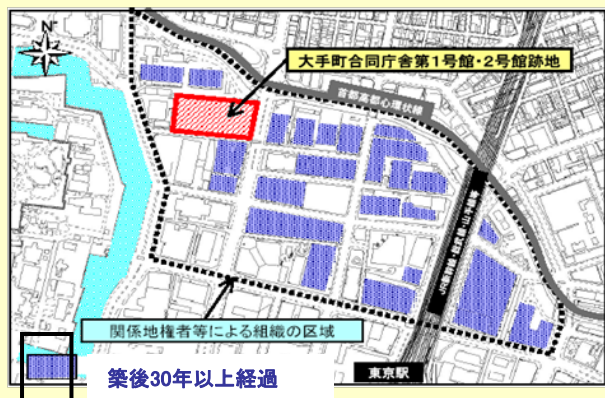 N
大手町合同庁舎第1号館・2号館跡地
首都高都心環状線
関係地権者等による組織の区域
築後30年以上経過
東京駅